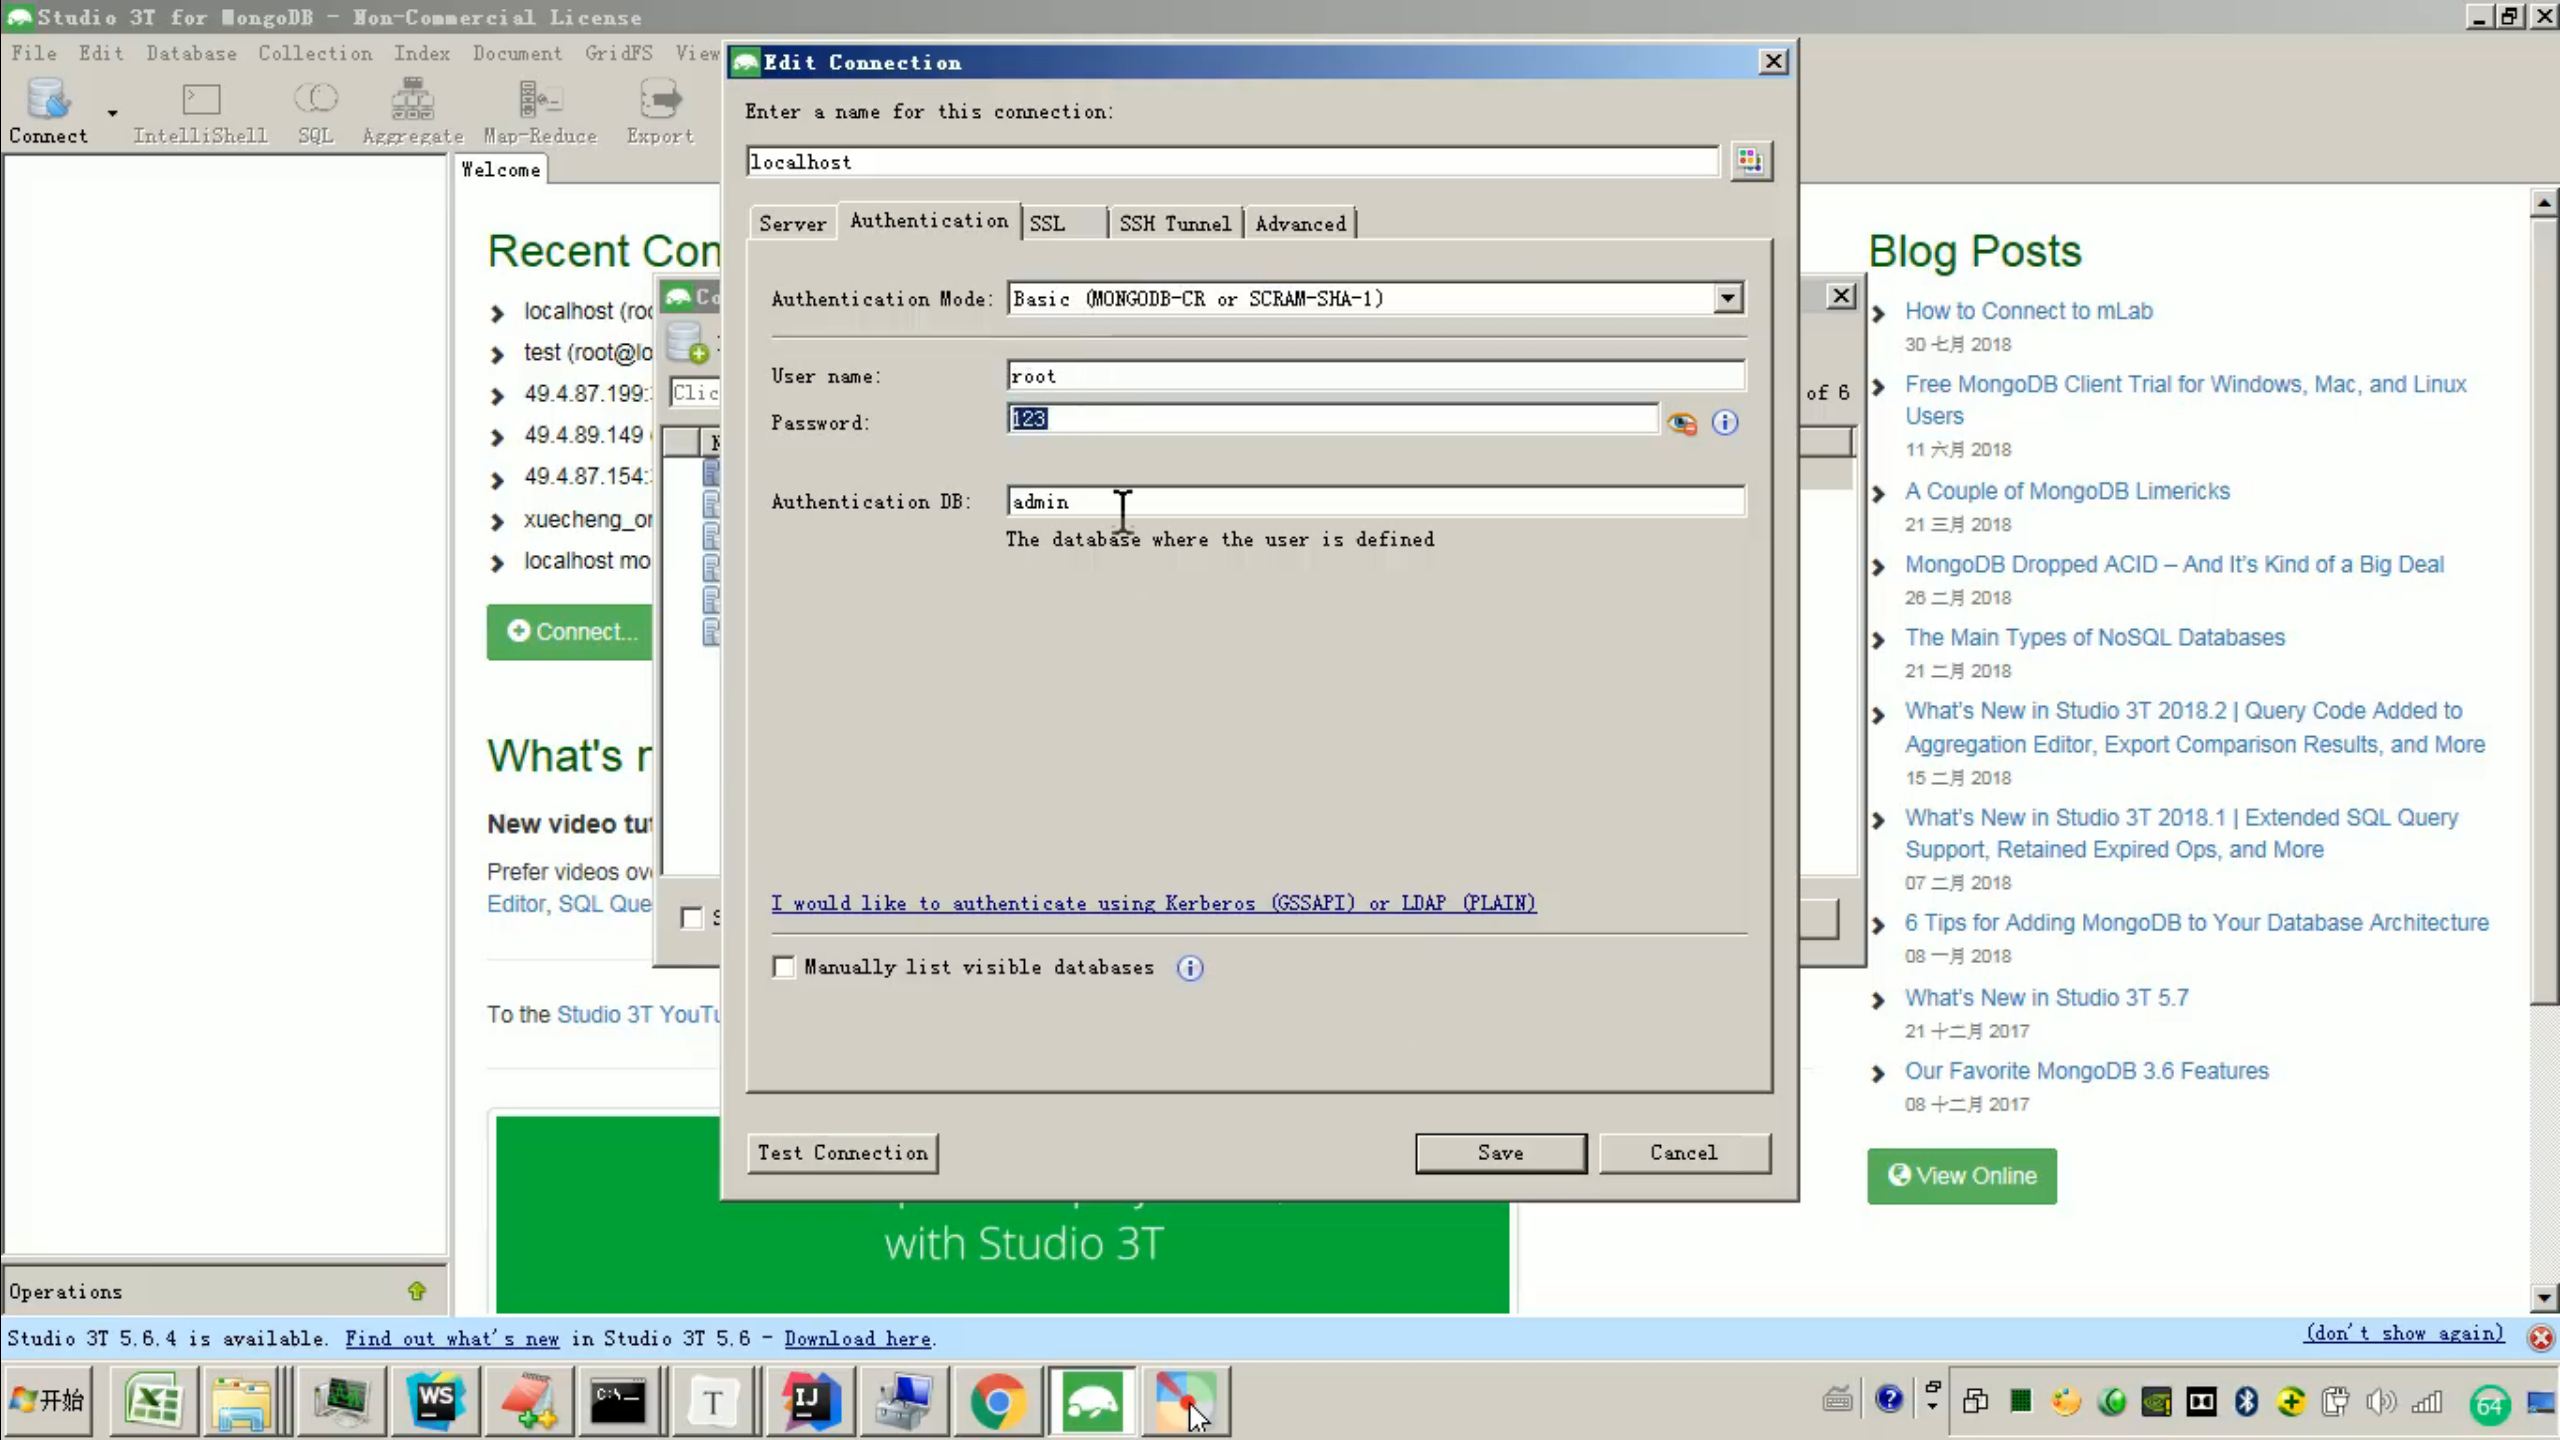 Studio 3T for MongoDB - Non-Commercial License
File Edit Database Collection Index Document GridFS View
Connect IntelliShell SQL Aggregate Map-Reduce Export
Welcome
Recent Con
localhost (roo
test (root@lo
49.4.87.199:
49.4.89.149
49.4.87.154:
xuecheng_or
localhost mo
Connect...
What's n
New video tut
Prefer videos ov
Editor, SQL Que
To the Studio 3T YouTu
with Studio 3T
Co
Clic
of 6
Edit Connection
Enter a name for this connection:
localhost
Server Authentication SSL SSH Tunnel Advanced
Authentication Mode: Basic (MONGODB-CR or SCRAM-SHA-1)
User name: root
Password: 123
Authentication DB: admin
The database where the user is defined
I would like to authenticate using Kerberos (GSSAPI) or LDAP (PLAIN)
Manually list visible databases
Test Connection Save Cancel
Blog Posts
How to Connect to mLab
30 七月 2018
Free MongoDB Client Trial for Windows, Mac, and Linux
Users
11 六月 2018
A Couple of MongoDB Limericks
21 三月 2018
MongoDB Dropped ACID – And It's Kind of a Big Deal
26 二月 2018
The Main Types of NoSQL Databases
21 二月 2018
What's New in Studio 3T 2018.2 | Query Code Added to
Aggregation Editor, Export Comparison Results, and More
15 二月 2018
What's New in Studio 3T 2018.1 | Extended SQL Query
Support, Retained Expired Ops, and More
07 二月 2018
6 Tips for Adding MongoDB to Your Database Architecture
08 一月 2018
What's New in Studio 3T 5.7
21 十二月 2017
Our Favorite MongoDB 3.6 Features
08 十二月 2017
View Online
Operations
Studio 3T 5.6.4 is available. Find out what's new in Studio 3T 5.6 - Download here.
(don't show again)
开始
WS
C:\
T
IJ
64